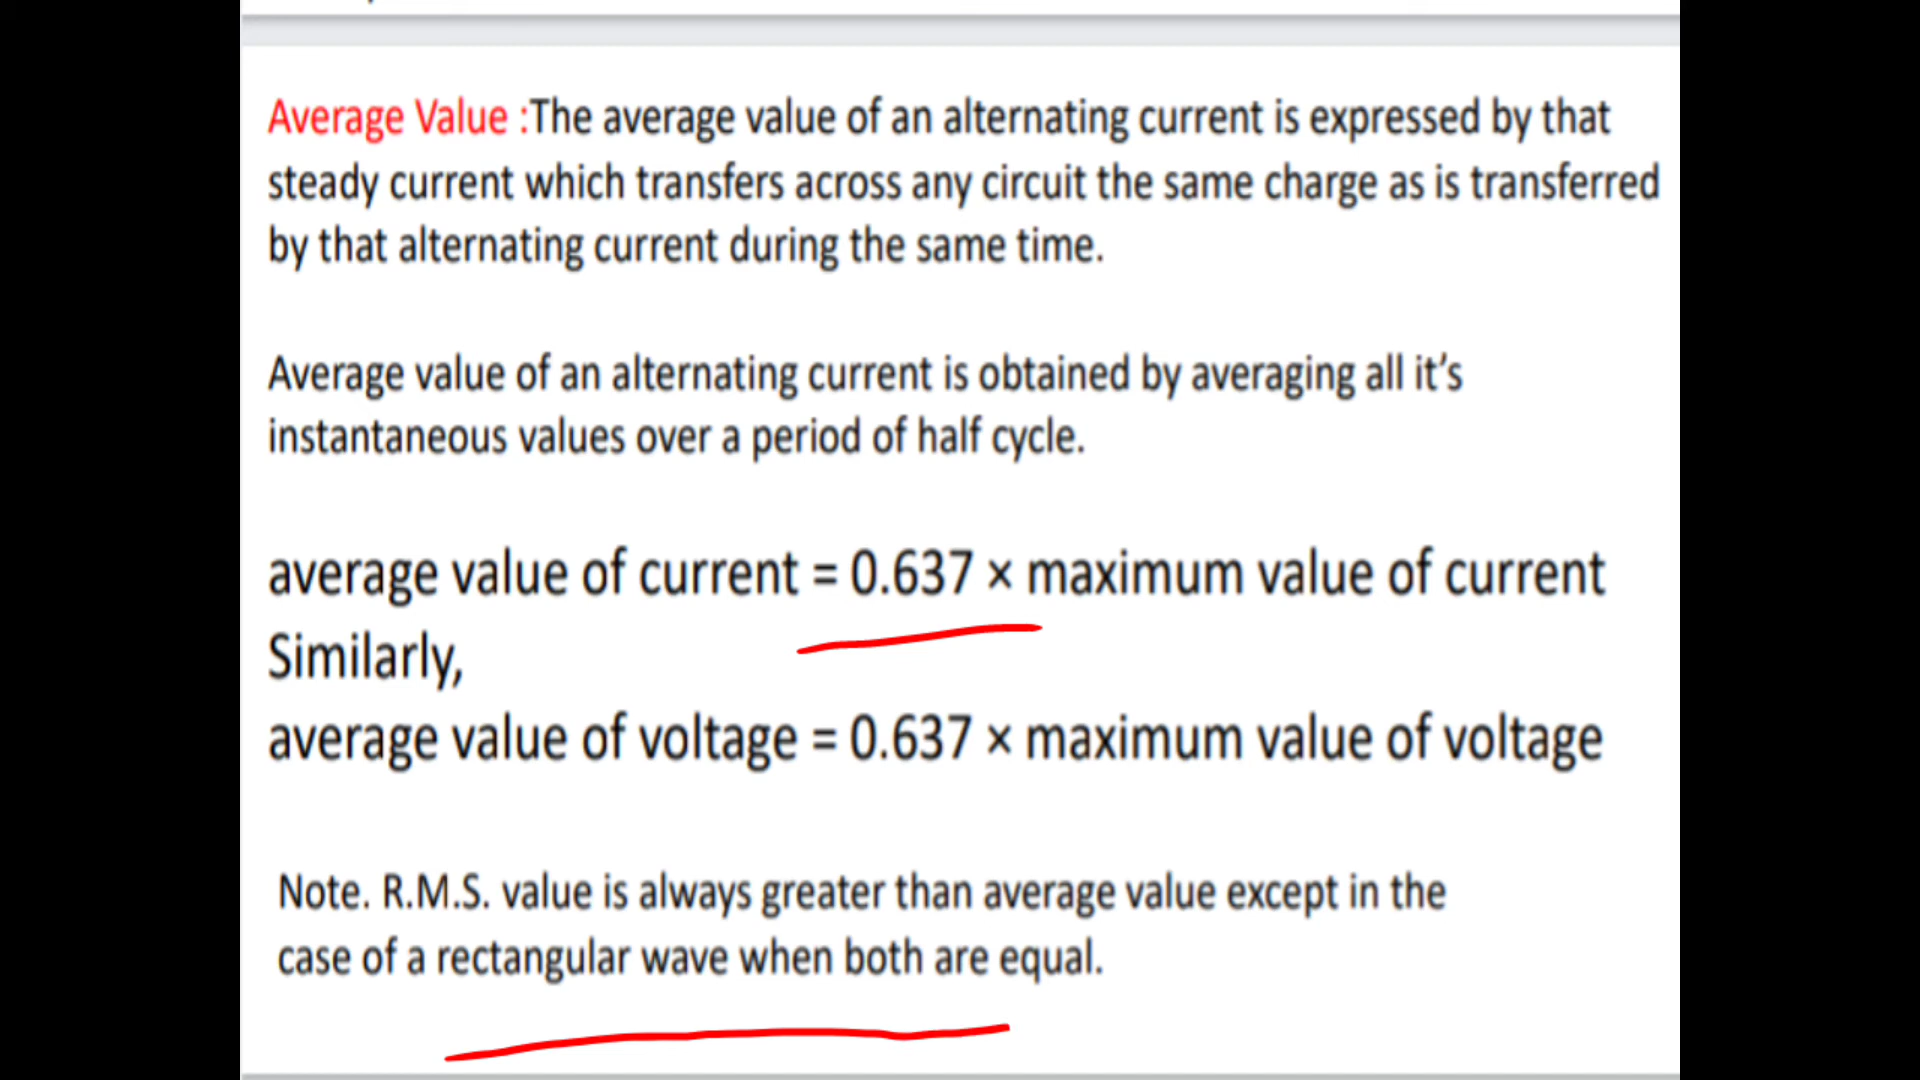 Average Value :The average value of an alternating current is expressed by that
steady current which transfers across any circuit the same charge as is transferred
by that alternating current during the same time.
Average value of an alternating current is obtained by averaging all it’s
instantaneous values over a period of half cycle.
average value of current = 0.637 × maximum value of current
Similarly,
average value of voltage = 0.637 × maximum value of voltage
Note. R.M.S. value is always greater than average value except in the
case of a rectangular wave when both are equal.